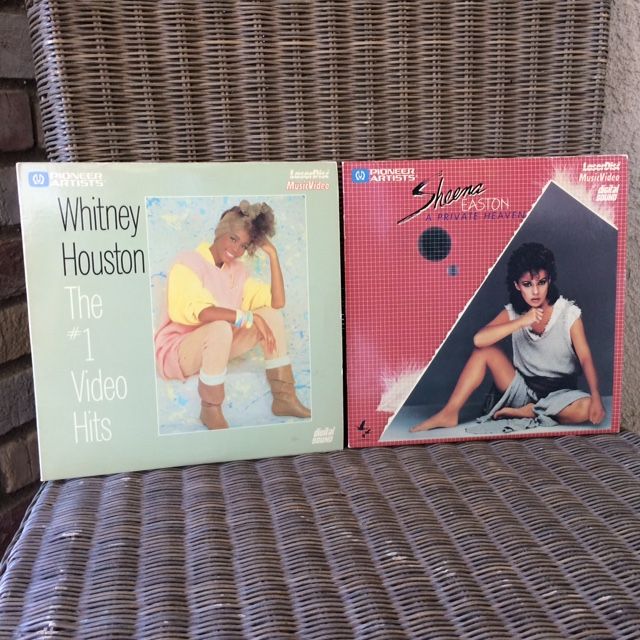 PIONEER
ARTISTS
LaserDisc
MusicVideo
Whitney
Houston
The
#1
Video
Hits
digital
SOUND
PIONEER
ARTISTS
LaserDisc
MusicVideo
digital
SOUND
Sheena
EASTON
A PRIVATE HEAVEN